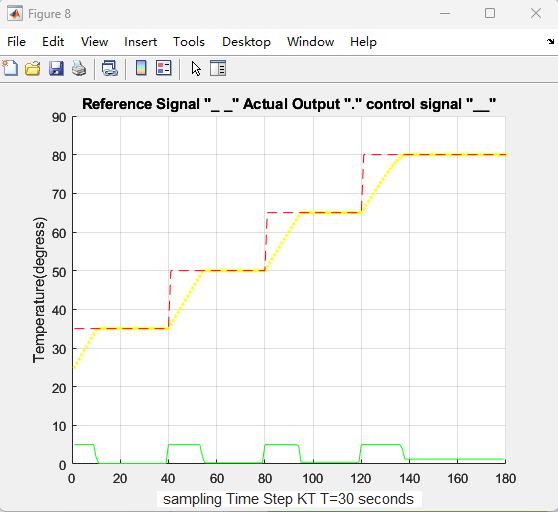 Figure 8
File Edit View Insert Tools Desktop Window Help
Reference Signal "_ _" Actual Output "." control signal "__"
90
80
70
60
50
40
30
20
10
0
Temperature(degress)
0 20 40 60 80 100 120 140 160 180
sampling Time Step KT T=30 seconds